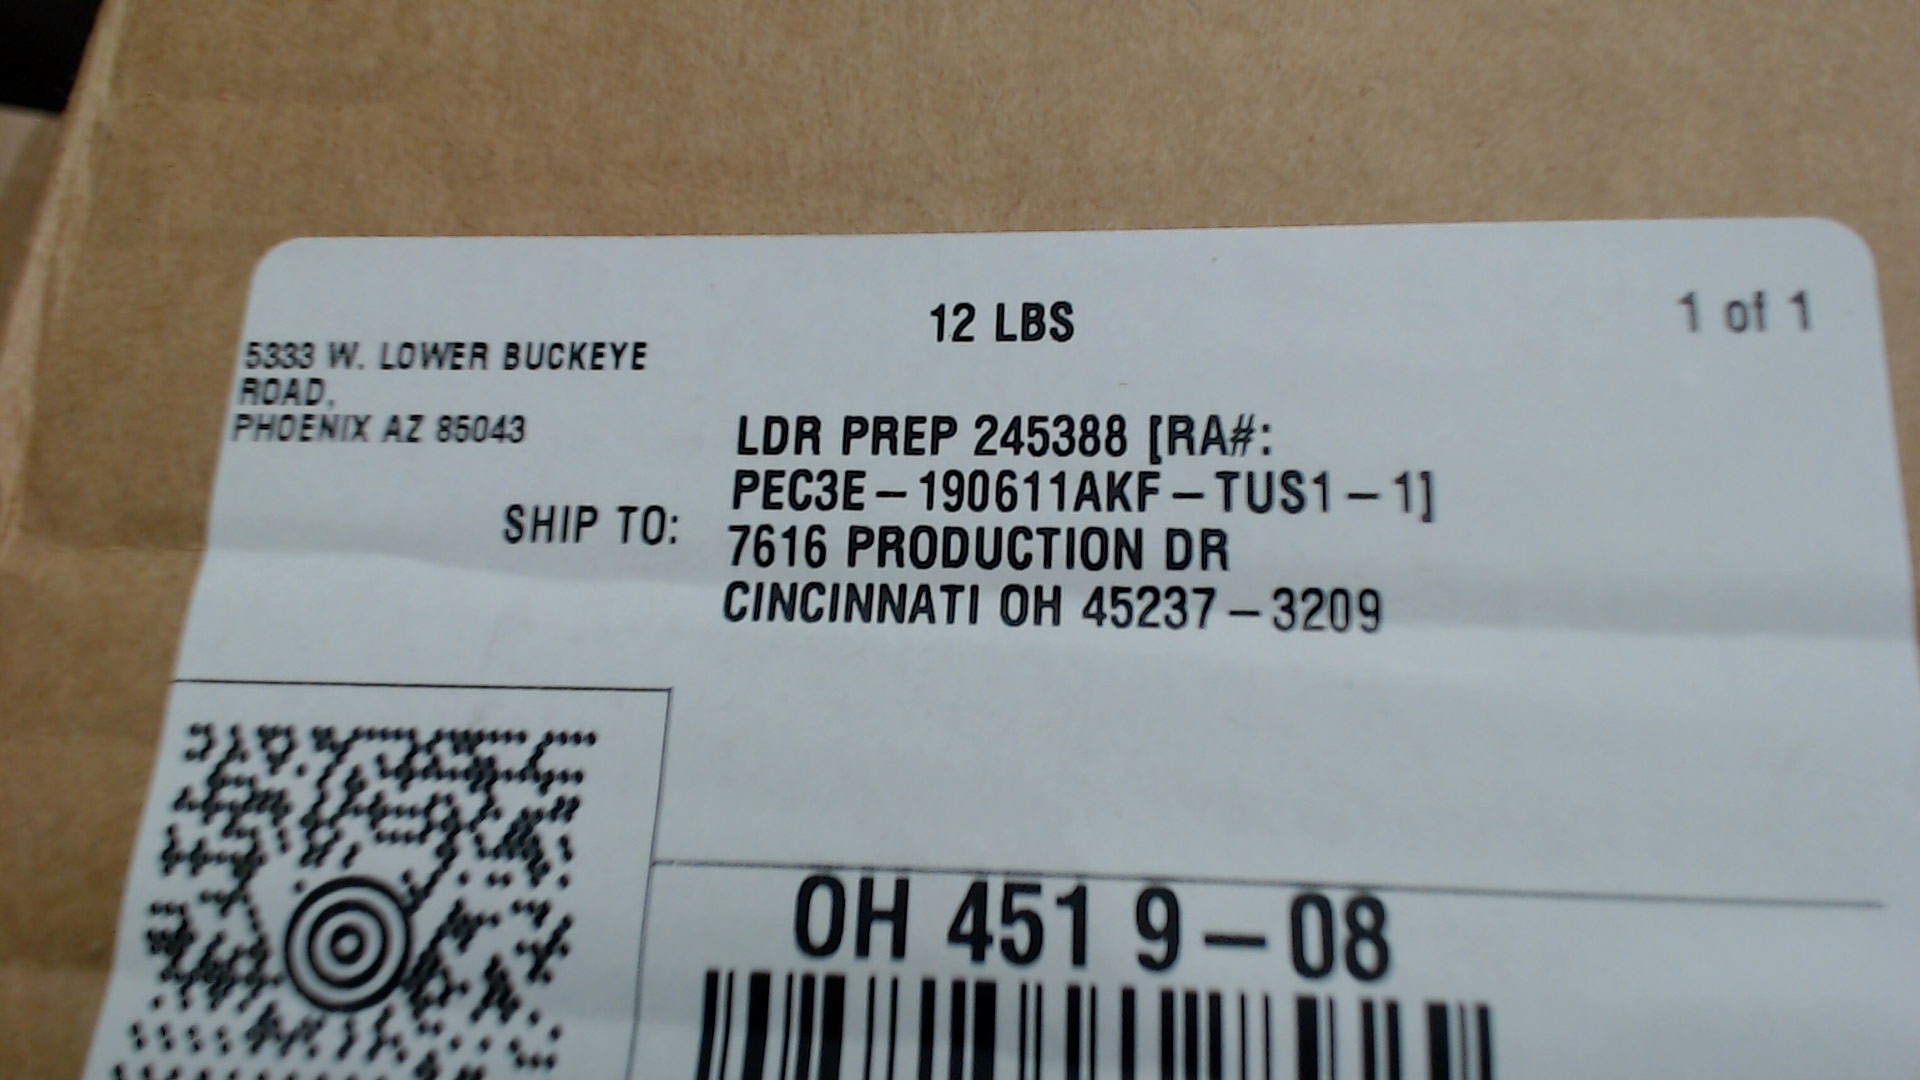 12 LBS
1 of 1
5333 W. LOWER BUCKEYE
ROAD,
PHOENIX AZ 85043
SHIP TO:
LDR PREP 245388 [RA#:
PEC3E-190611AKF-TUS1-1]
7616 PRODUCTION DR
CINCINNATI OH 45237-3209
OH 451 9-08